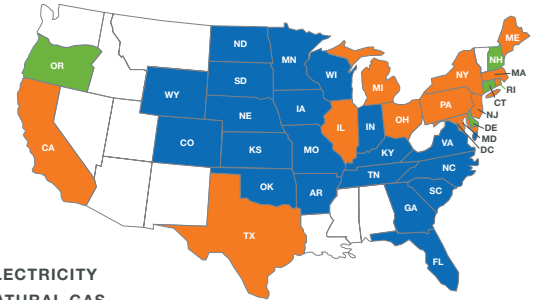 ME
ND
MN
OR
NH
WI
SD
NY
MA
MI
RI
WY
CT
IA
PA
NE
NJ
OH
IL
IN
DE
MD
CO
VA
CA
KS
MO
DC
KY
NC
TN
OK
AR
SC
GA
TX
FL
LECTRICITY
ATURAL GAS